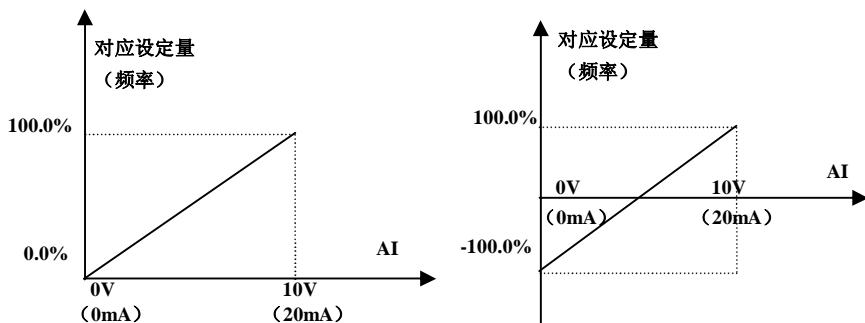 对应设定量
（频率）
100.0%
0.0%
AI
0V
（0mA）
10V
（20mA）
对应设定量
（频率）
100.0%
AI
0V
（0mA）
10V
（20mA）
-100.0%